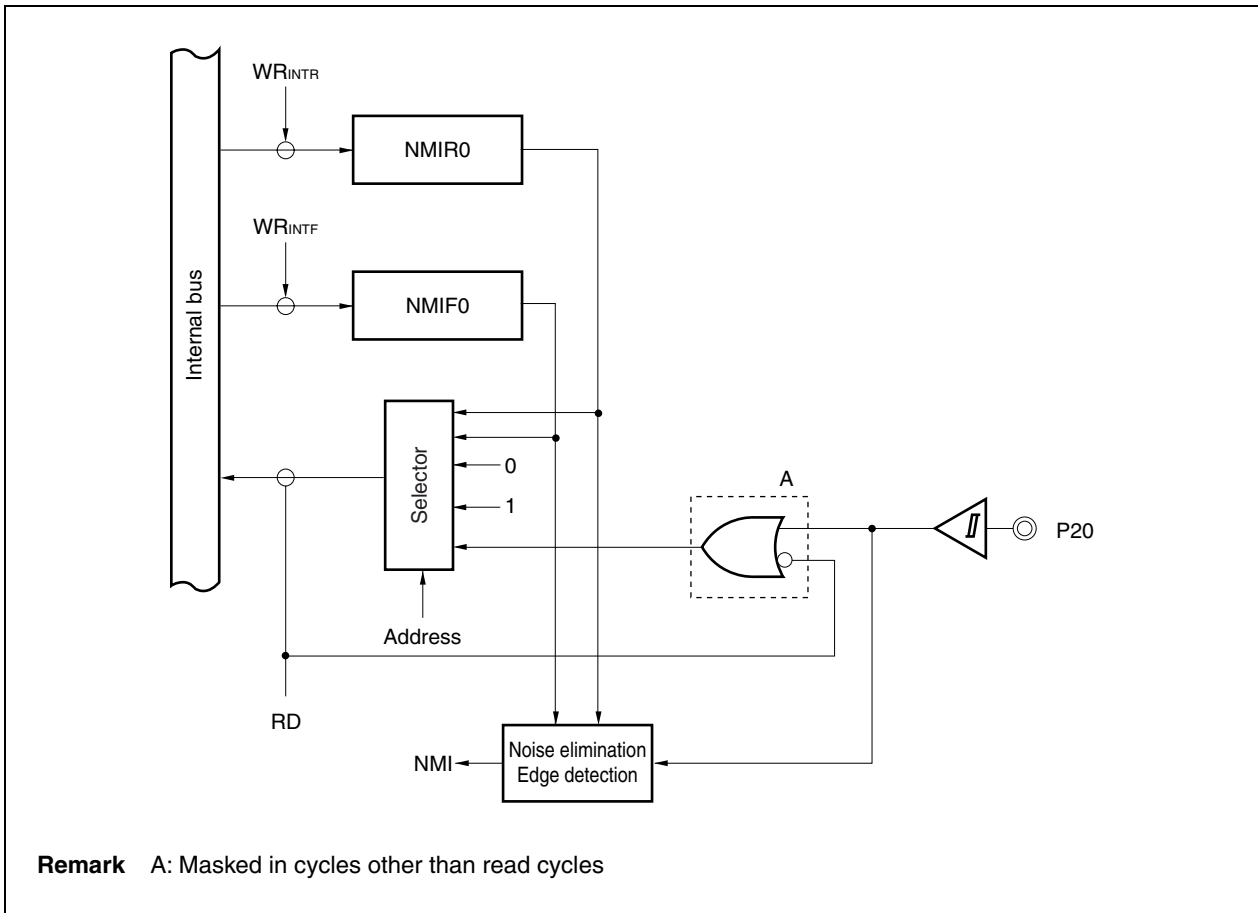 WRINTR
NMIR0
WRINTF
NMIF0
Internal bus
Selector
0
1
A
P20
Address
RD
NMI
Noise elimination
Edge detection
Remark A: Masked in cycles other than read cycles